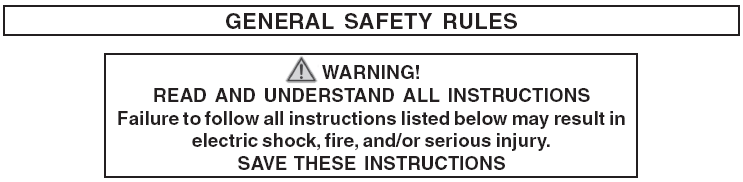 GENERAL SAFETY RULES
WARNING!
READ AND UNDERSTAND ALL INSTRUCTIONS
Failure to follow all instructions listed below may result in
electric shock, fire, and/or serious injury.
SAVE THESE INSTRUCTIONS